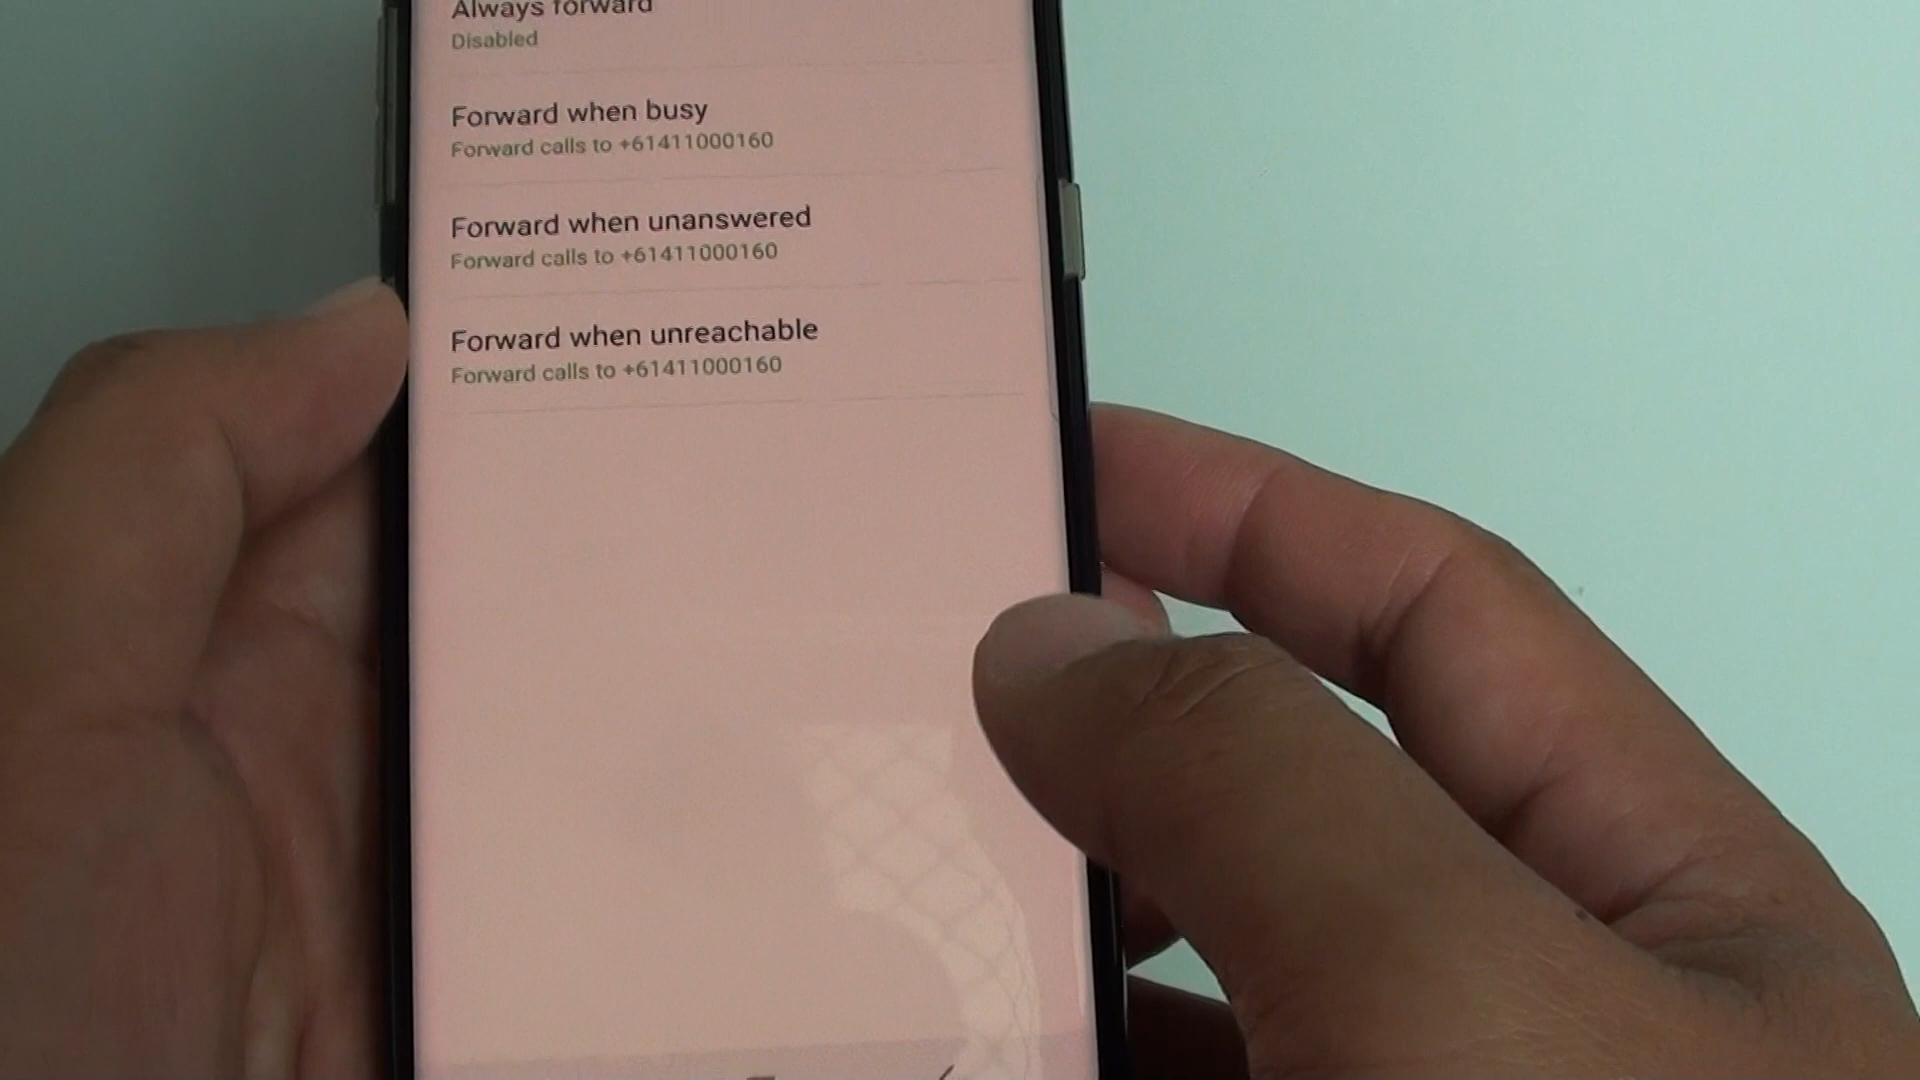 Always forward
Disabled
Forward when busy
Forward calls to +61411000160
Forward when unanswered
Forward calls to +61411000160
Forward when unreachable
Forward calls to +61411000160